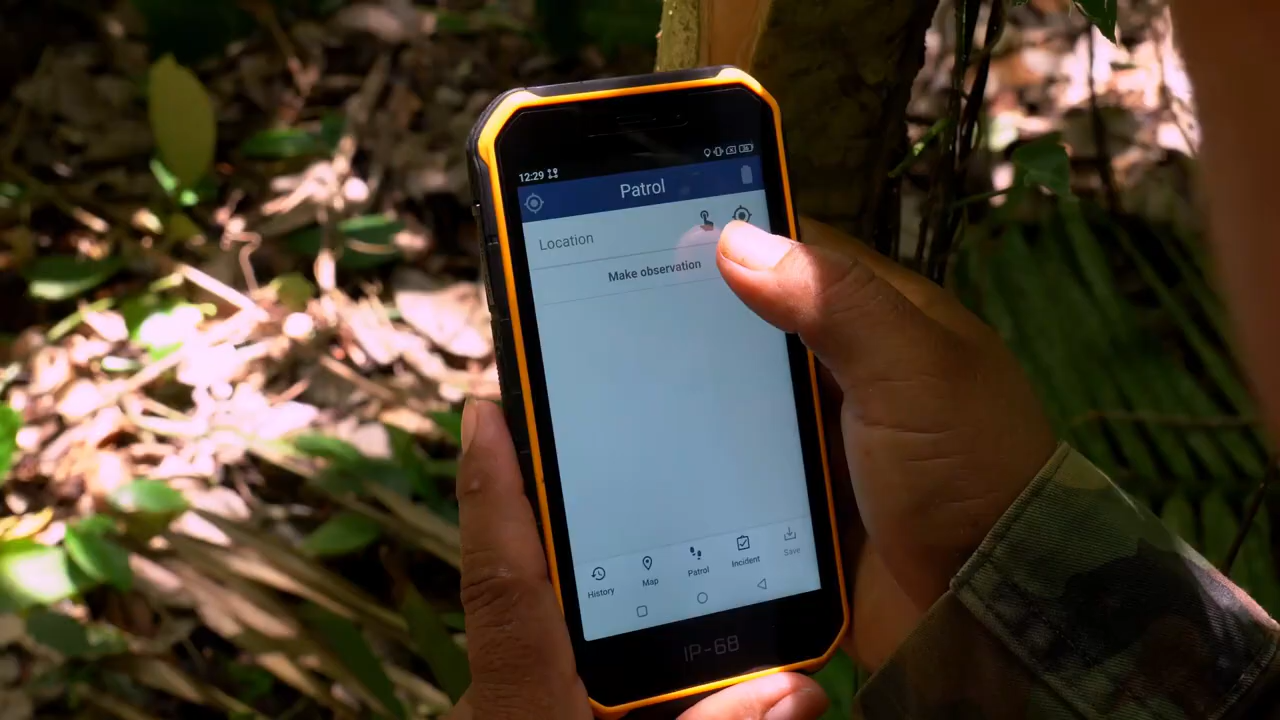 12:29
Patrol
Location
Make observation
History
Map
Patrol
Incident
Save
IP-68